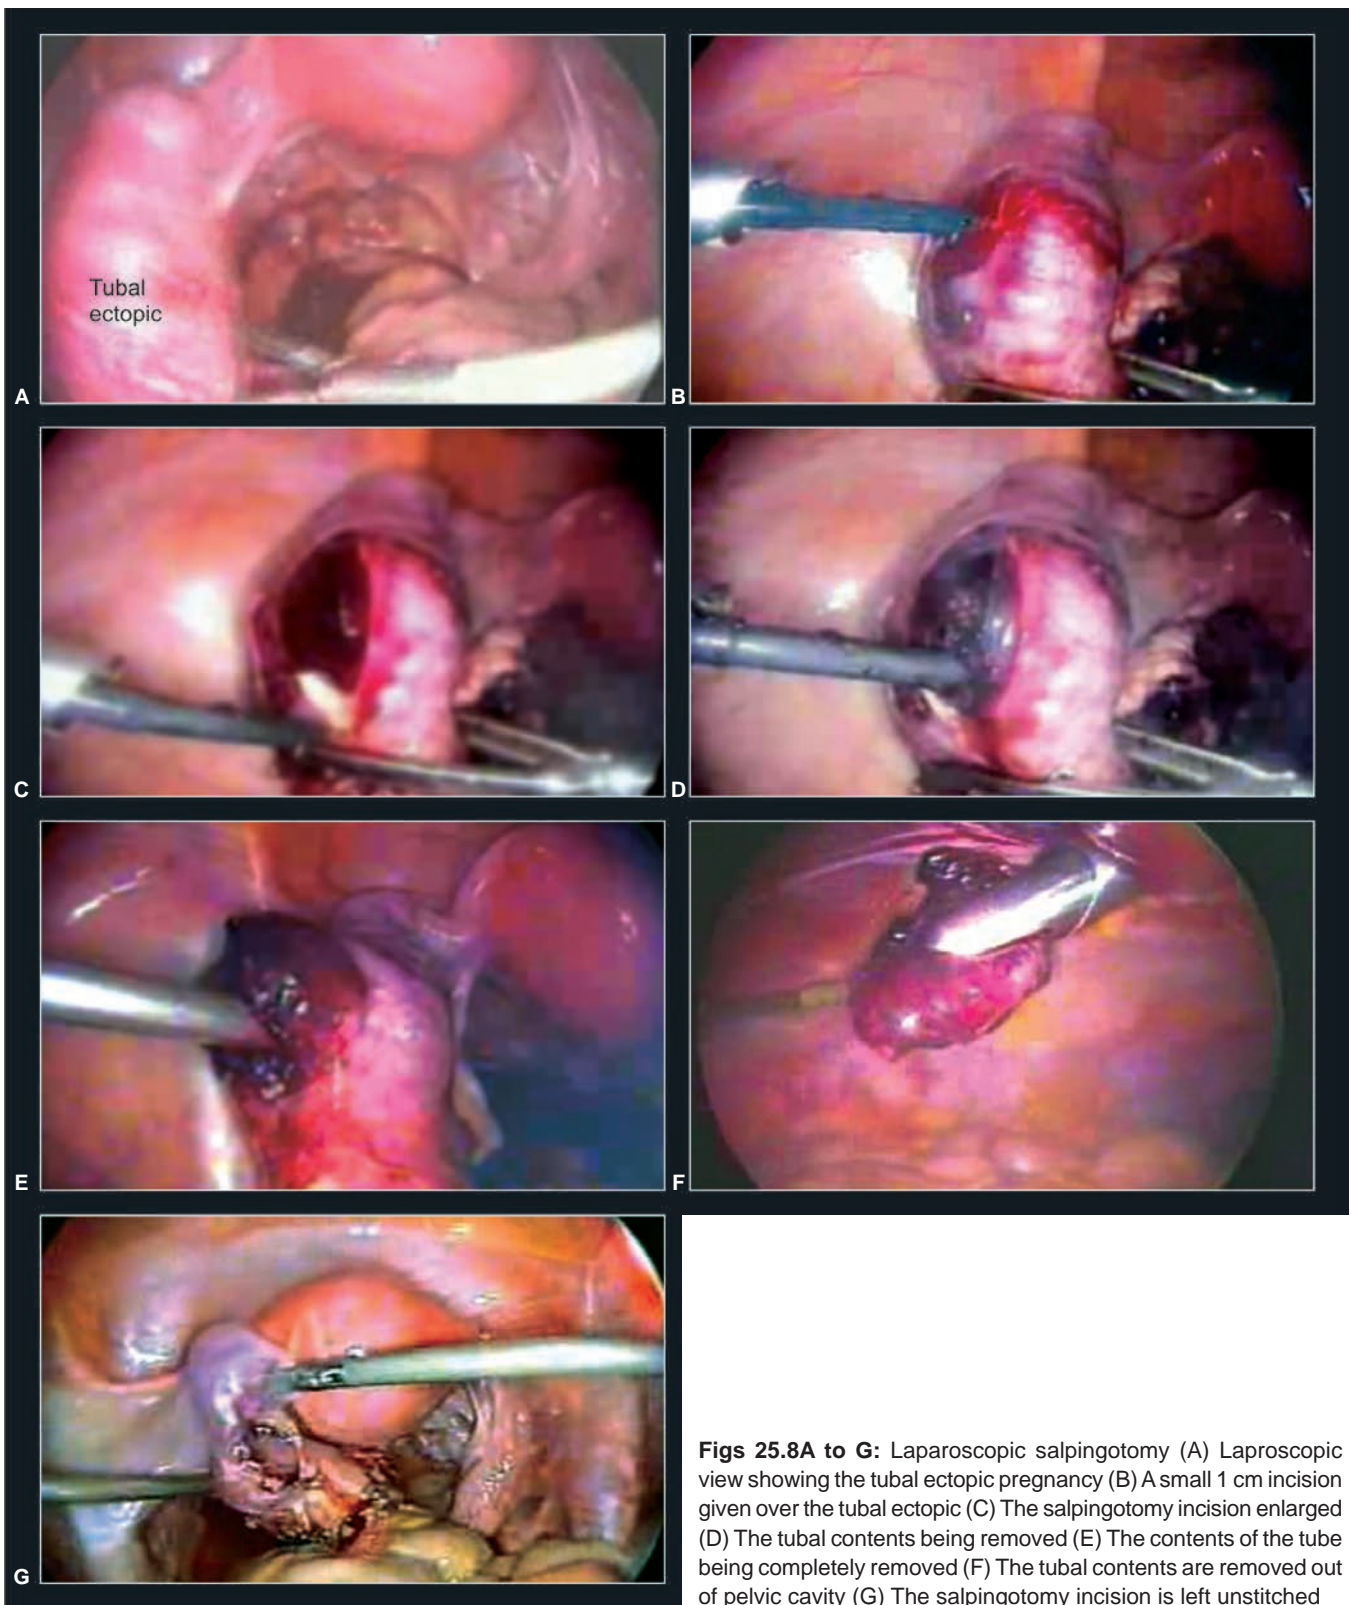 Tubal
ectopic
A
B
C
D
E
F
G
Figs 25.8A to G: Laparoscopic salpingotomy (A) Laproscopic
view showing the tubal ectopic pregnancy (B) A small 1 cm incision
given over the tubal ectopic (C) The salpingotomy incision enlarged
(D) The tubal contents being removed (E) The contents of the tube
being completely removed (F) The tubal contents are removed out
of pelvic cavity (G) The salpingotomy incision is left unstitched